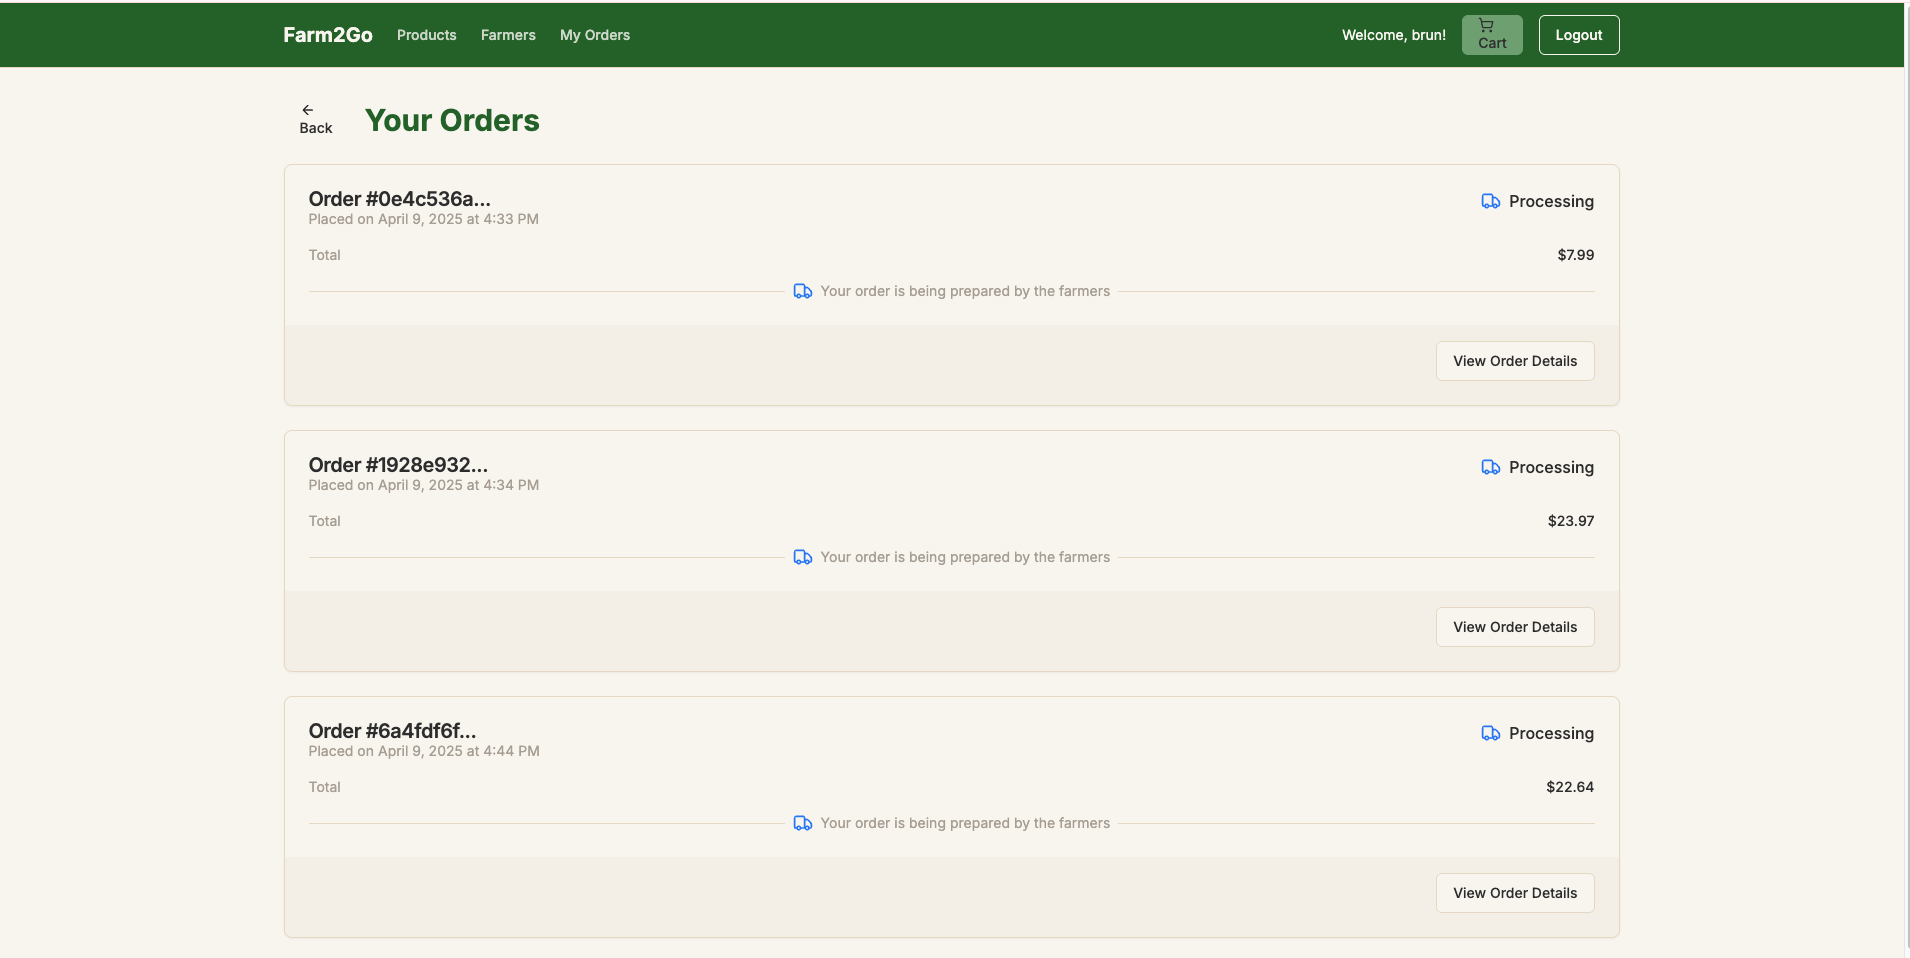 Farm2Go Products Farmers My Orders Welcome, brun! Cart Logout
Back Your Orders
Order #0e4c536a... Processing
Placed on April 9, 2025 at 4:33 PM
Total $7.99
Your order is being prepared by the farmers
View Order Details
Order #1928e932... Processing
Placed on April 9, 2025 at 4:34 PM
Total $23.97
Your order is being prepared by the farmers
View Order Details
Order #6a4fdf6f... Processing
Placed on April 9, 2025 at 4:44 PM
Total $22.64
Your order is being prepared by the farmers
View Order Details